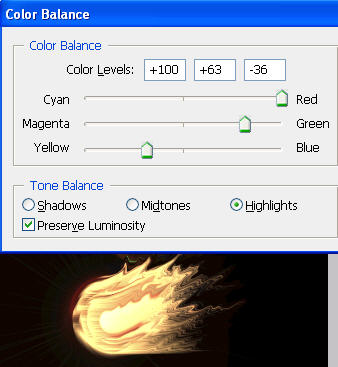 Color Balance
Color Balance
Color Levels: +100 +63 -36
Cyan Red
Magenta Green
Yellow Blue
Tone Balance
Shadows Midtones Highlights
Preserve Luminosity